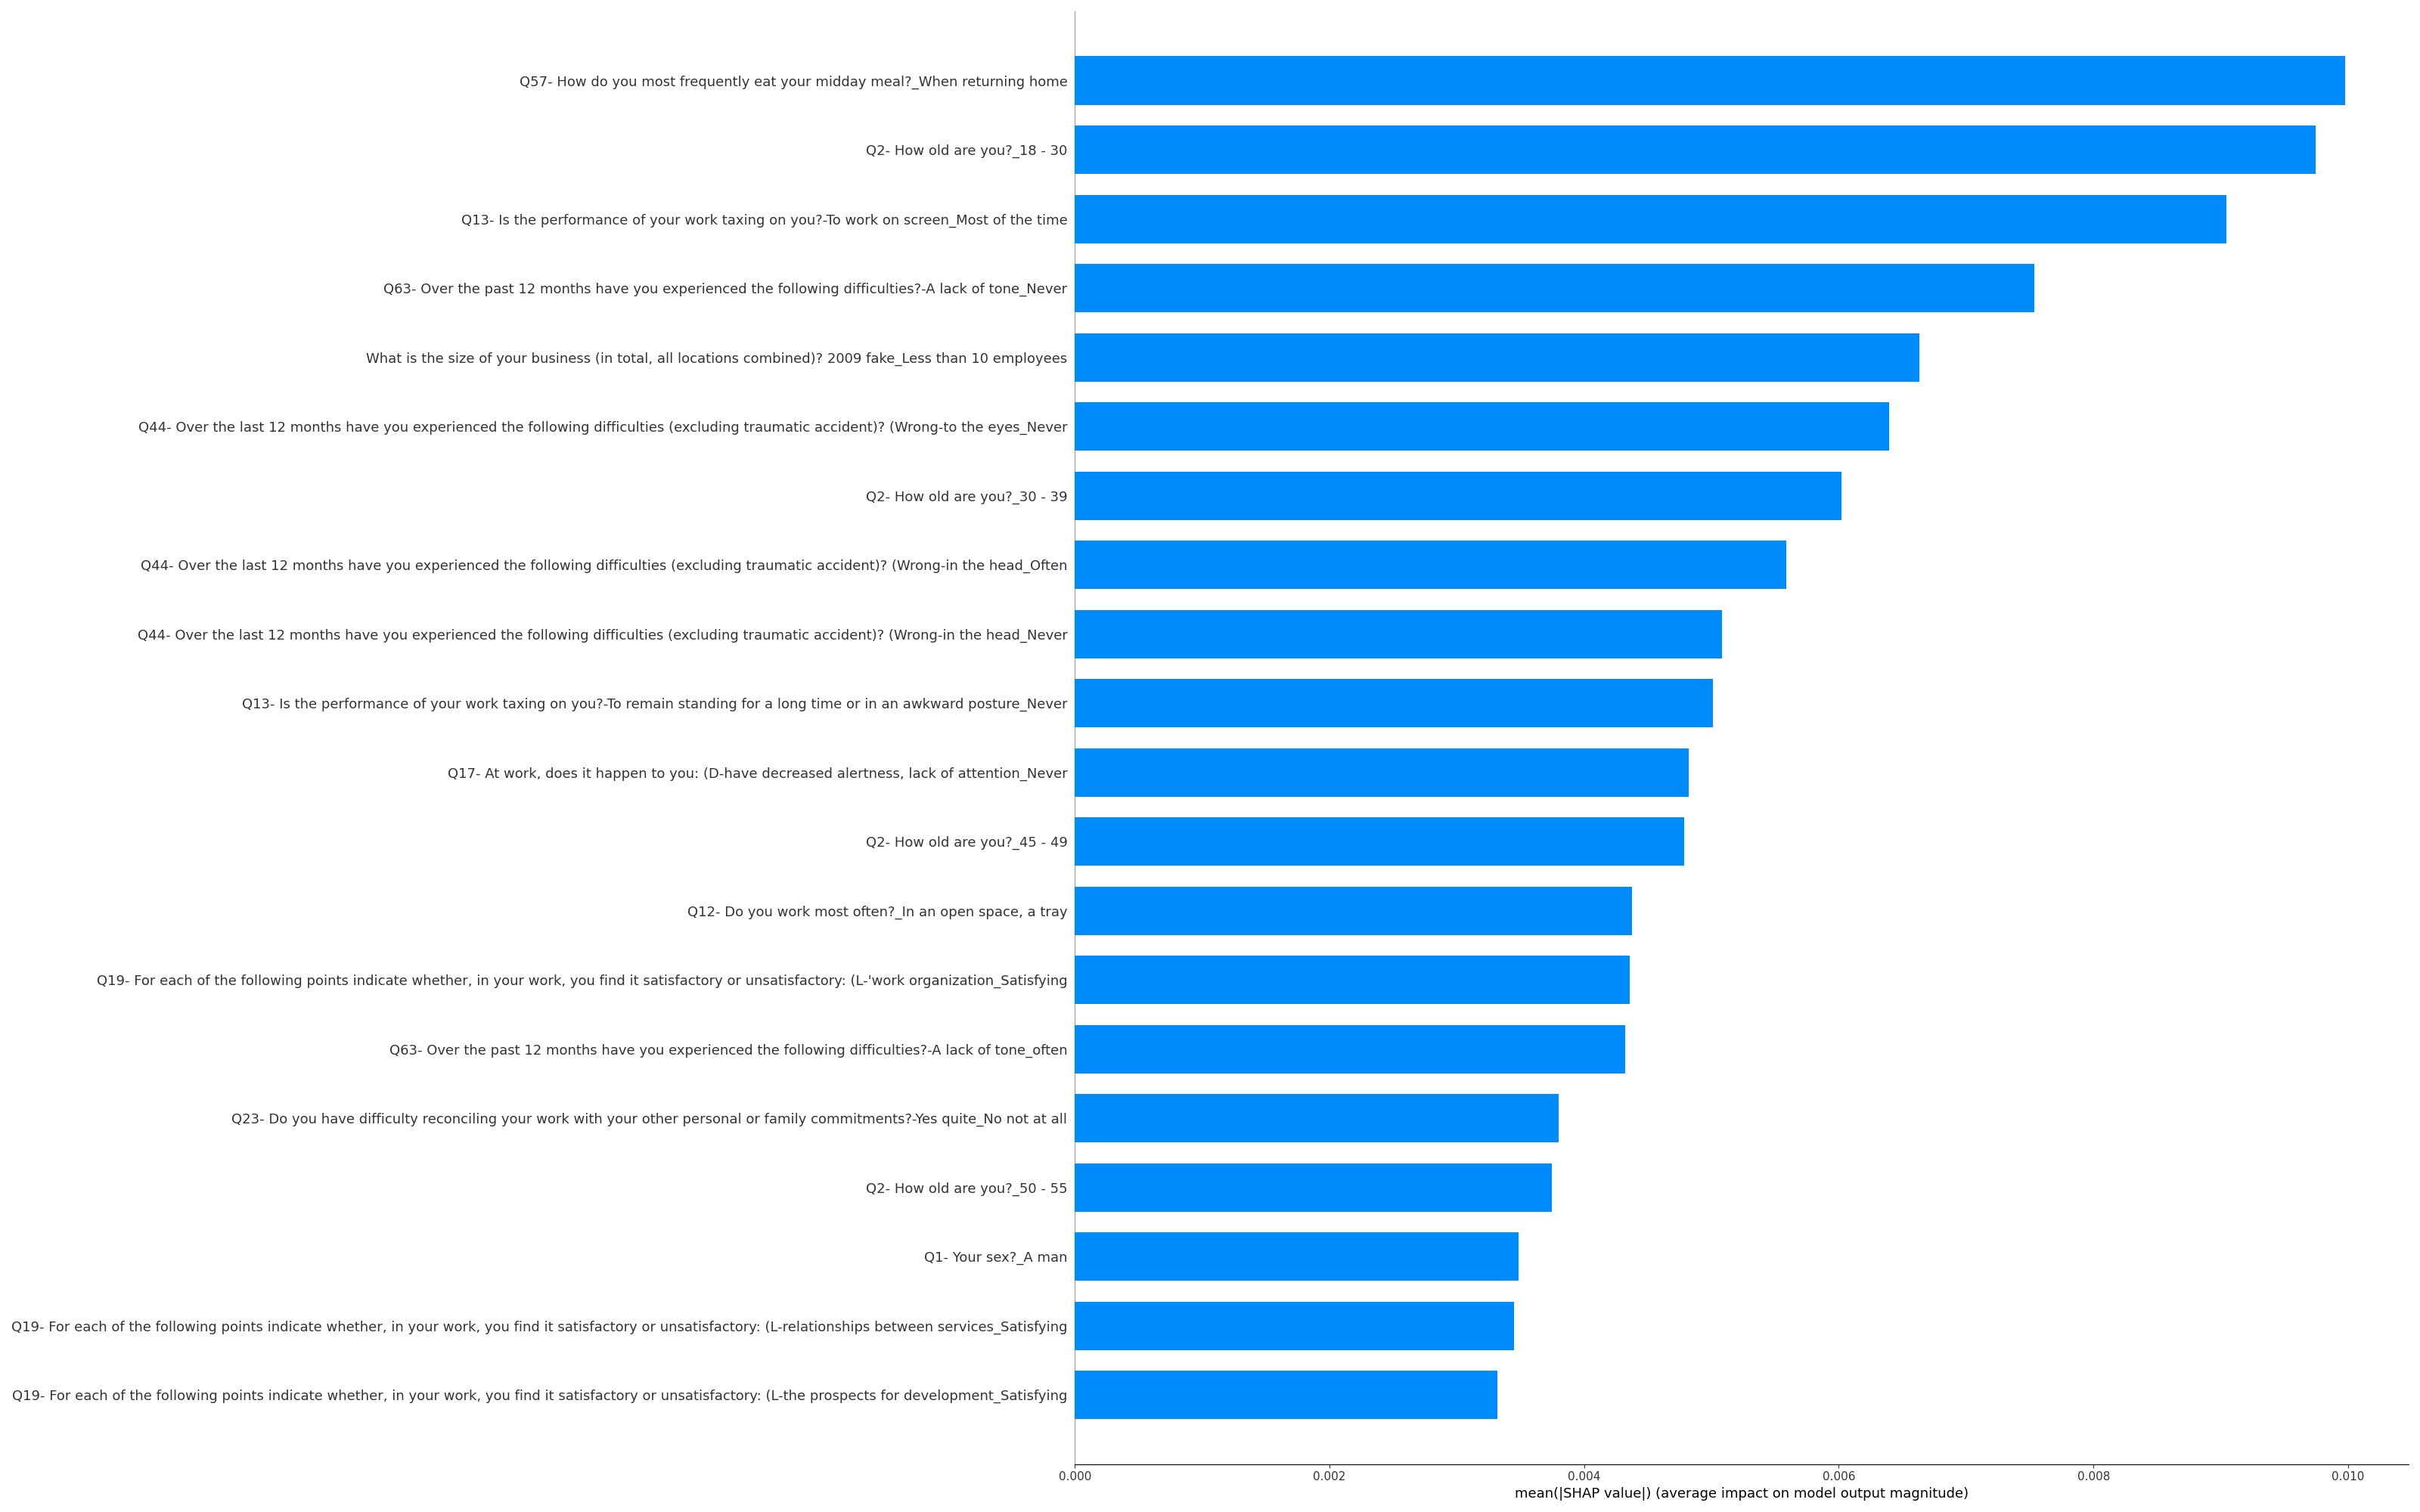 Q57- How do you most frequently eat your midday meal?_When returning home
Q2- How old are you?_18 - 30
Q13- Is the performance of your work taxing on you?-To work on screen_Most of the time
Q63- Over the past 12 months have you experienced the following difficulties?-A lack of tone_Never
What is the size of your business (in total, all locations combined)? 2009 fake_Less than 10 employees
Q44- Over the last 12 months have you experienced the following difficulties (excluding traumatic accident)? (Wrong-to the eyes_Never
Q2- How old are you?_30 - 39
Q44- Over the last 12 months have you experienced the following difficulties (excluding traumatic accident)? (Wrong-in the head_Often
Q44- Over the last 12 months have you experienced the following difficulties (excluding traumatic accident)? (Wrong-in the head_Never
Q13- Is the performance of your work taxing on you?-To remain standing for a long time or in an awkward posture_Never
Q17- At work, does it happen to you: (D-have decreased alertness, lack of attention_Never
Q2- How old are you?_45 - 49
Q12- Do you work most often?_In an open space, a tray
Q19- For each of the following points indicate whether, in your work, you find it satisfactory or unsatisfactory: (L-'work organization_Satisfying
Q63- Over the past 12 months have you experienced the following difficulties?-A lack of tone_often
Q23- Do you have difficulty reconciling your work with your other personal or family commitments?-Yes quite_No not at all
Q2- How old are you?_50 - 55
Q1- Your sex?_A man
Q19- For each of the following points indicate whether, in your work, you find it satisfactory or unsatisfactory: (L-relationships between services_Satisfying
Q19- For each of the following points indicate whether, in your work, you find it satisfactory or unsatisfactory: (L-the prospects for development_Satisfying
0.000 0.002 0.004 0.006 0.008 0.010
mean(|SHAP value|) (average impact on model output magnitude)